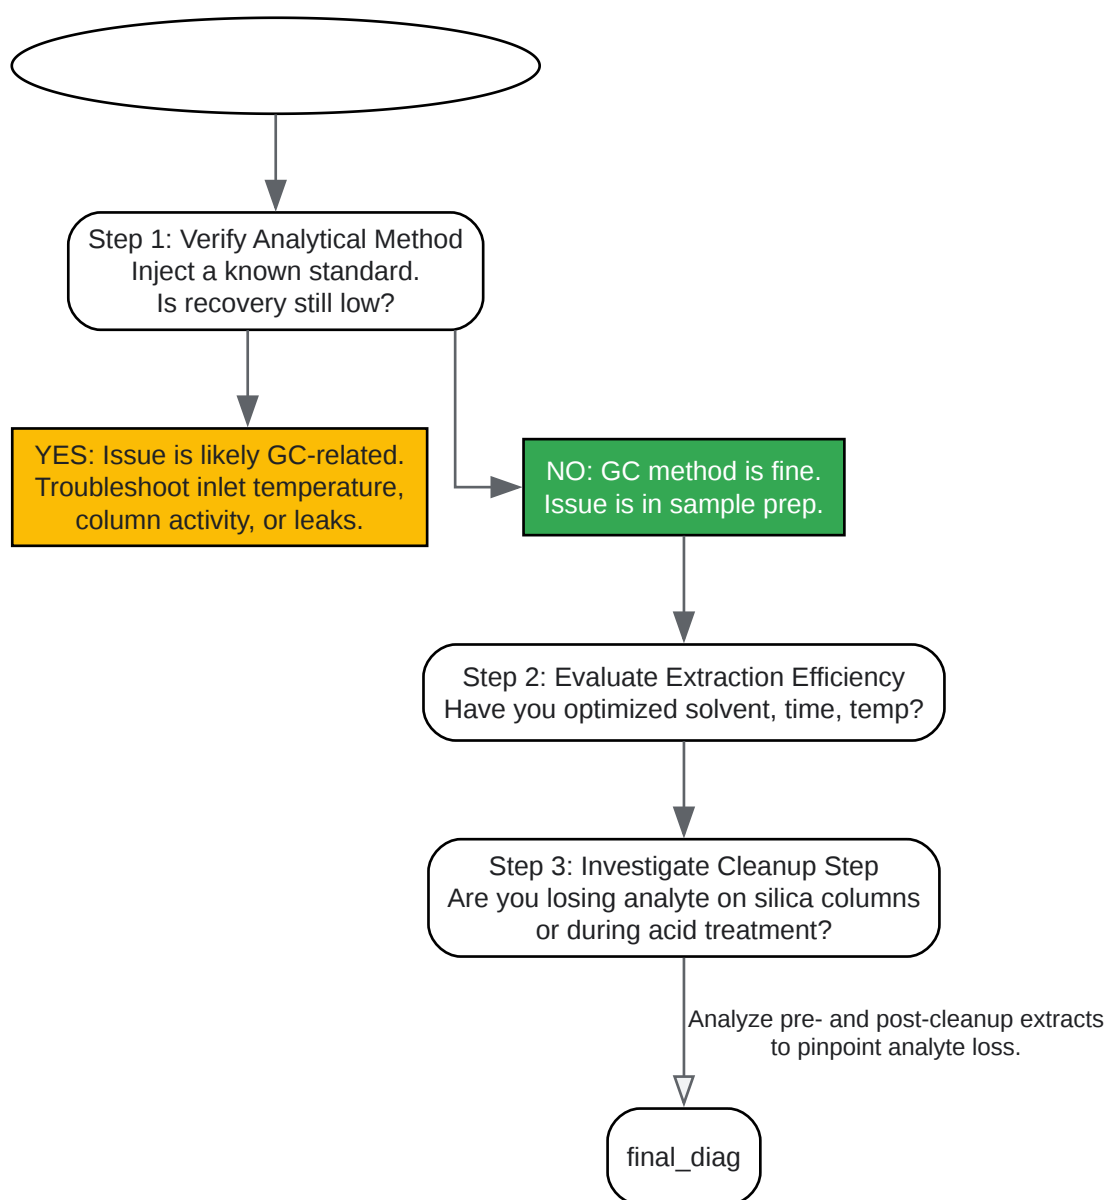 Step 1: Verify Analytical Method
Inject a known standard.
Is recovery still low?
YES: Issue is likely GC-related.
Troubleshoot inlet temperature,
column activity, or leaks.
NO: GC method is fine.
Issue is in sample prep.
Step 2: Evaluate Extraction Efficiency
Have you optimized solvent, time, temp?
Step 3: Investigate Cleanup Step
Are you losing analyte on silica columns
or during acid treatment?
Analyze pre- and post-cleanup extracts
to pinpoint analyte loss.
final_diag